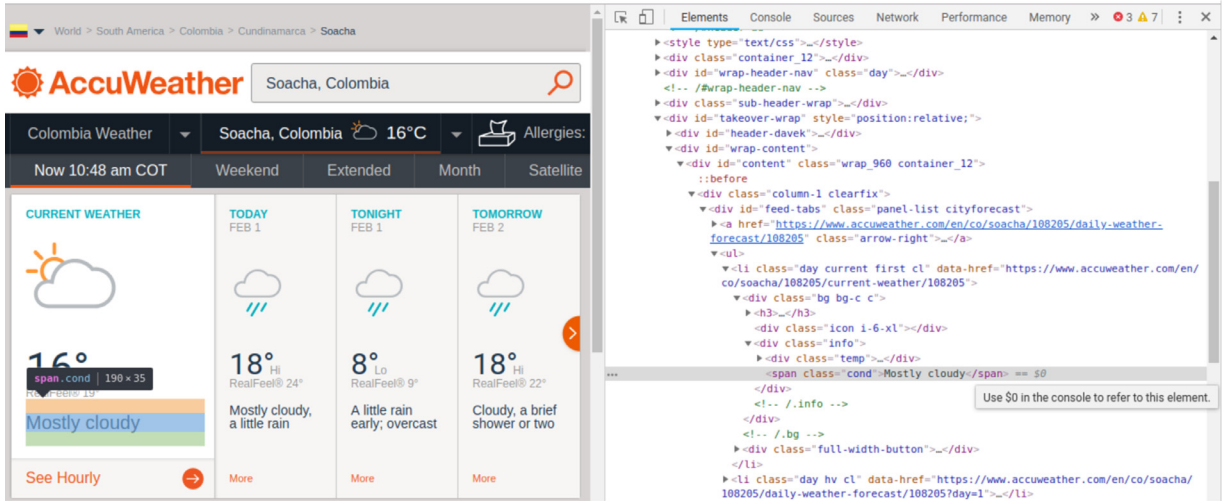 World > South America > Colombia > Cundinamarca > Soacha
AccuWeather
Soacha, Colombia
Colombia Weather
Soacha, Colombia 16°C
Allergies:
Now 10:48 am COT
Weekend
Extended
Month
Satellite
CURRENT WEATHER
16°
span.cond | 190 × 35
RealFeel® 19°
Mostly cloudy
See Hourly
TODAY
FEB 1
18° Hi
RealFeel® 24°
Mostly cloudy,
a little rain
More
TONIGHT
FEB 1
8° Lo
RealFeel® 9°
A little rain
early; overcast
More
TOMORROW
FEB 2
18° Hi
RealFeel® 22°
Cloudy, a brief
shower or two
More
Elements Console Sources Network Performance Memory » 3 7
<style type="text/css">…</style>
<div class="container_12">…</div>
<div id="wrap-header-nav" class="day">…</div>
<!-- /#wrap-header-nav -->
<div class="sub-header-wrap">…</div>
<div id="takeover-wrap" style="position:relative;">
<div id="header-davek">…</div>
<div id="wrap-content">
<div id="content" class="wrap_960 container_12">
::before
<div class="column-1 clearfix">
<div id="feed-tabs" class="panel-list cityforecast">
<a href="https://www.accuweather.com/en/co/soacha/108205/daily-weather-
forecast/108205" class="arrow-right">…</a>
<ul>
<li class="day current first cl" data-href="https://www.accuweather.com/en/
co/soacha/108205/current-weather/108205">
<div class="bg bg-c c">
<h3>…</h3>
<div class="icon i-6-xl"></div>
<div class="info">
<div class="temp">…</div>
<span class="cond">Mostly cloudy</span> == $0
</div>
<!-- /.info -->
</div>
<!-- /.bg -->
<div class="full-width-button">…</div>
</li>
<li class="day hv cl" data-href="https://www.accuweather.com/en/co/soacha/
108205/daily-weather-forecast/108205?day=1">…</li>
Use $0 in the console to refer to this element.